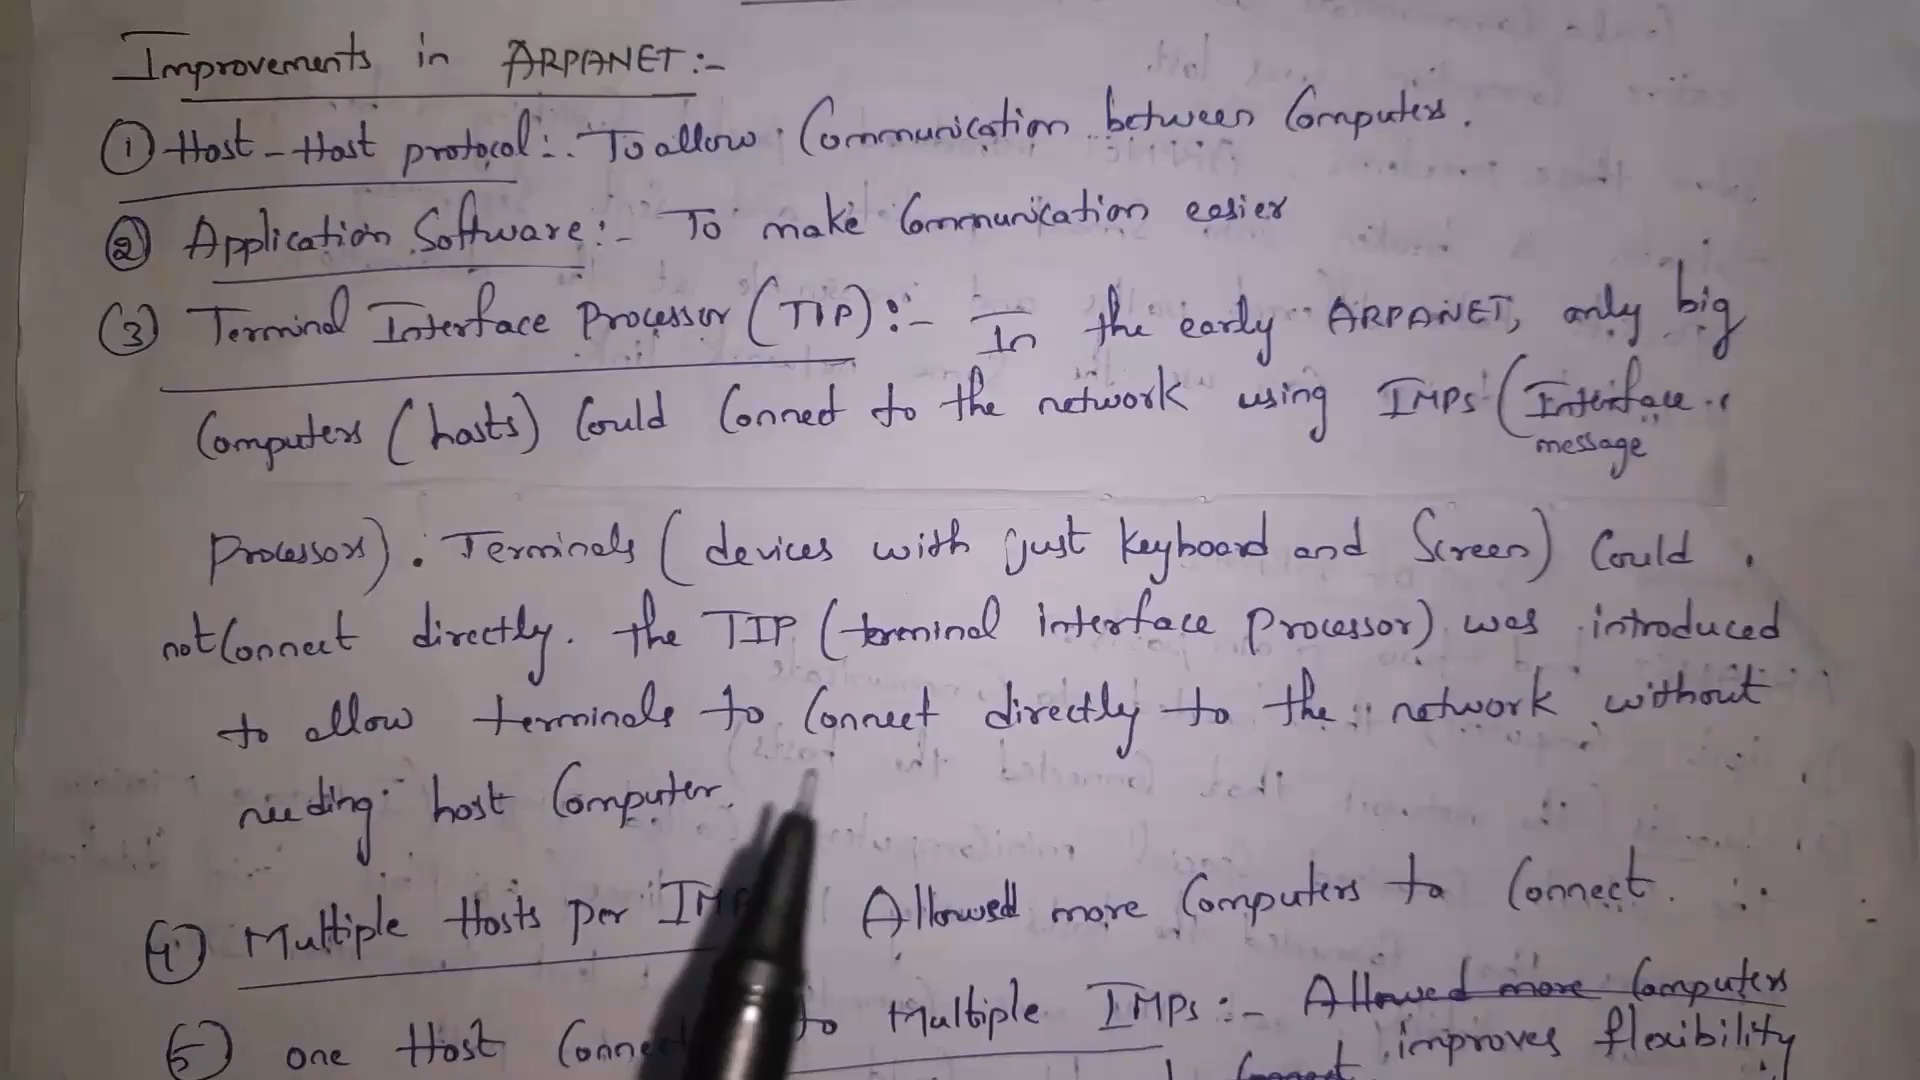 Improvements in ARPANET:-
① Host-Host protocol:- To allow Communication between Computers.
② Application Software:- To make Communication easier
③ Terminal Interface Processor (TIP):- In the early ARPANET, only big
Computers (hosts) Could Connect to the network using IMPs (Interface
message
Processors). Terminals (devices with just keyboard and Screen) Could
not Connect directly. the TIP (terminal interface Processor) was introduced
to allow terminals to Connect directly to the network without
needing host Computer.
④ Multiple Hosts per IMP Allowed more Computers to Connect.
⑤ one Host Connect to Multiple IMPs:- Allowed more Computers
Connect improves flexibility